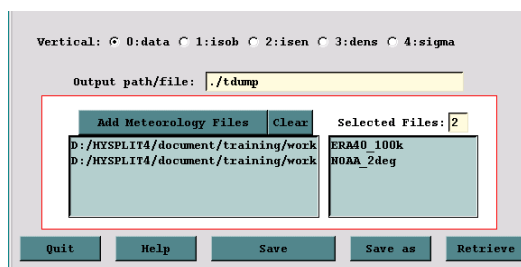 Vertical: 0:data 1:isob 2:isen 3:dens 4:sigma
Output path/file: ./tdump
Add Meteorology Files Clear Selected Files: 2
D:/HYSPLIT4/document/training/work ERA40_100k
D:/HYSPLIT4/document/training/work NOAA_2deg
Quit Help Save Save as Retrieve